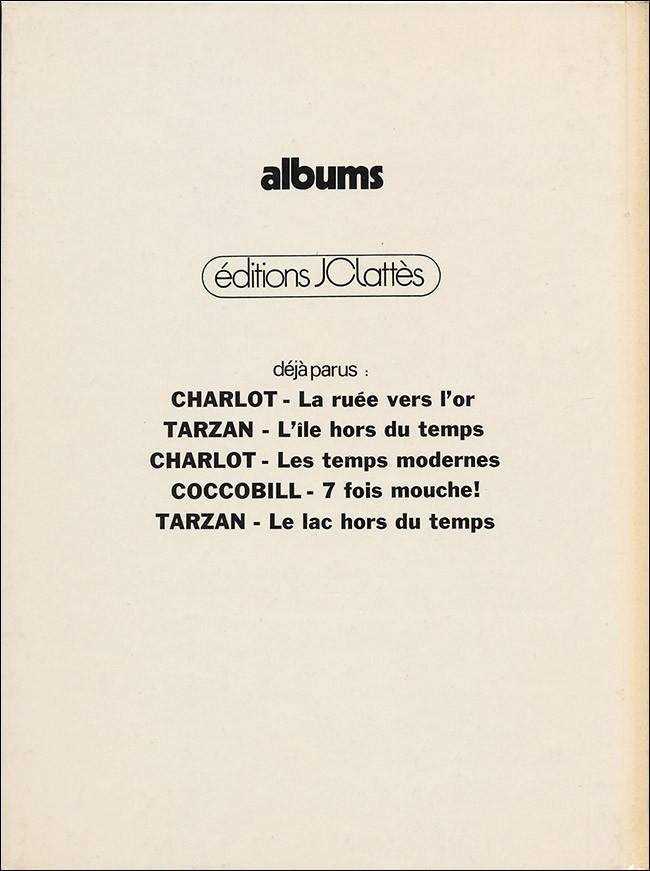 albums
éditions JClattès
déjà parus :
CHARLOT - La ruée vers l'or
TARZAN - L'île hors du temps
CHARLOT - Les temps modernes
COCCOBILL - 7 fois mouche!
TARZAN - Le lac hors du temps